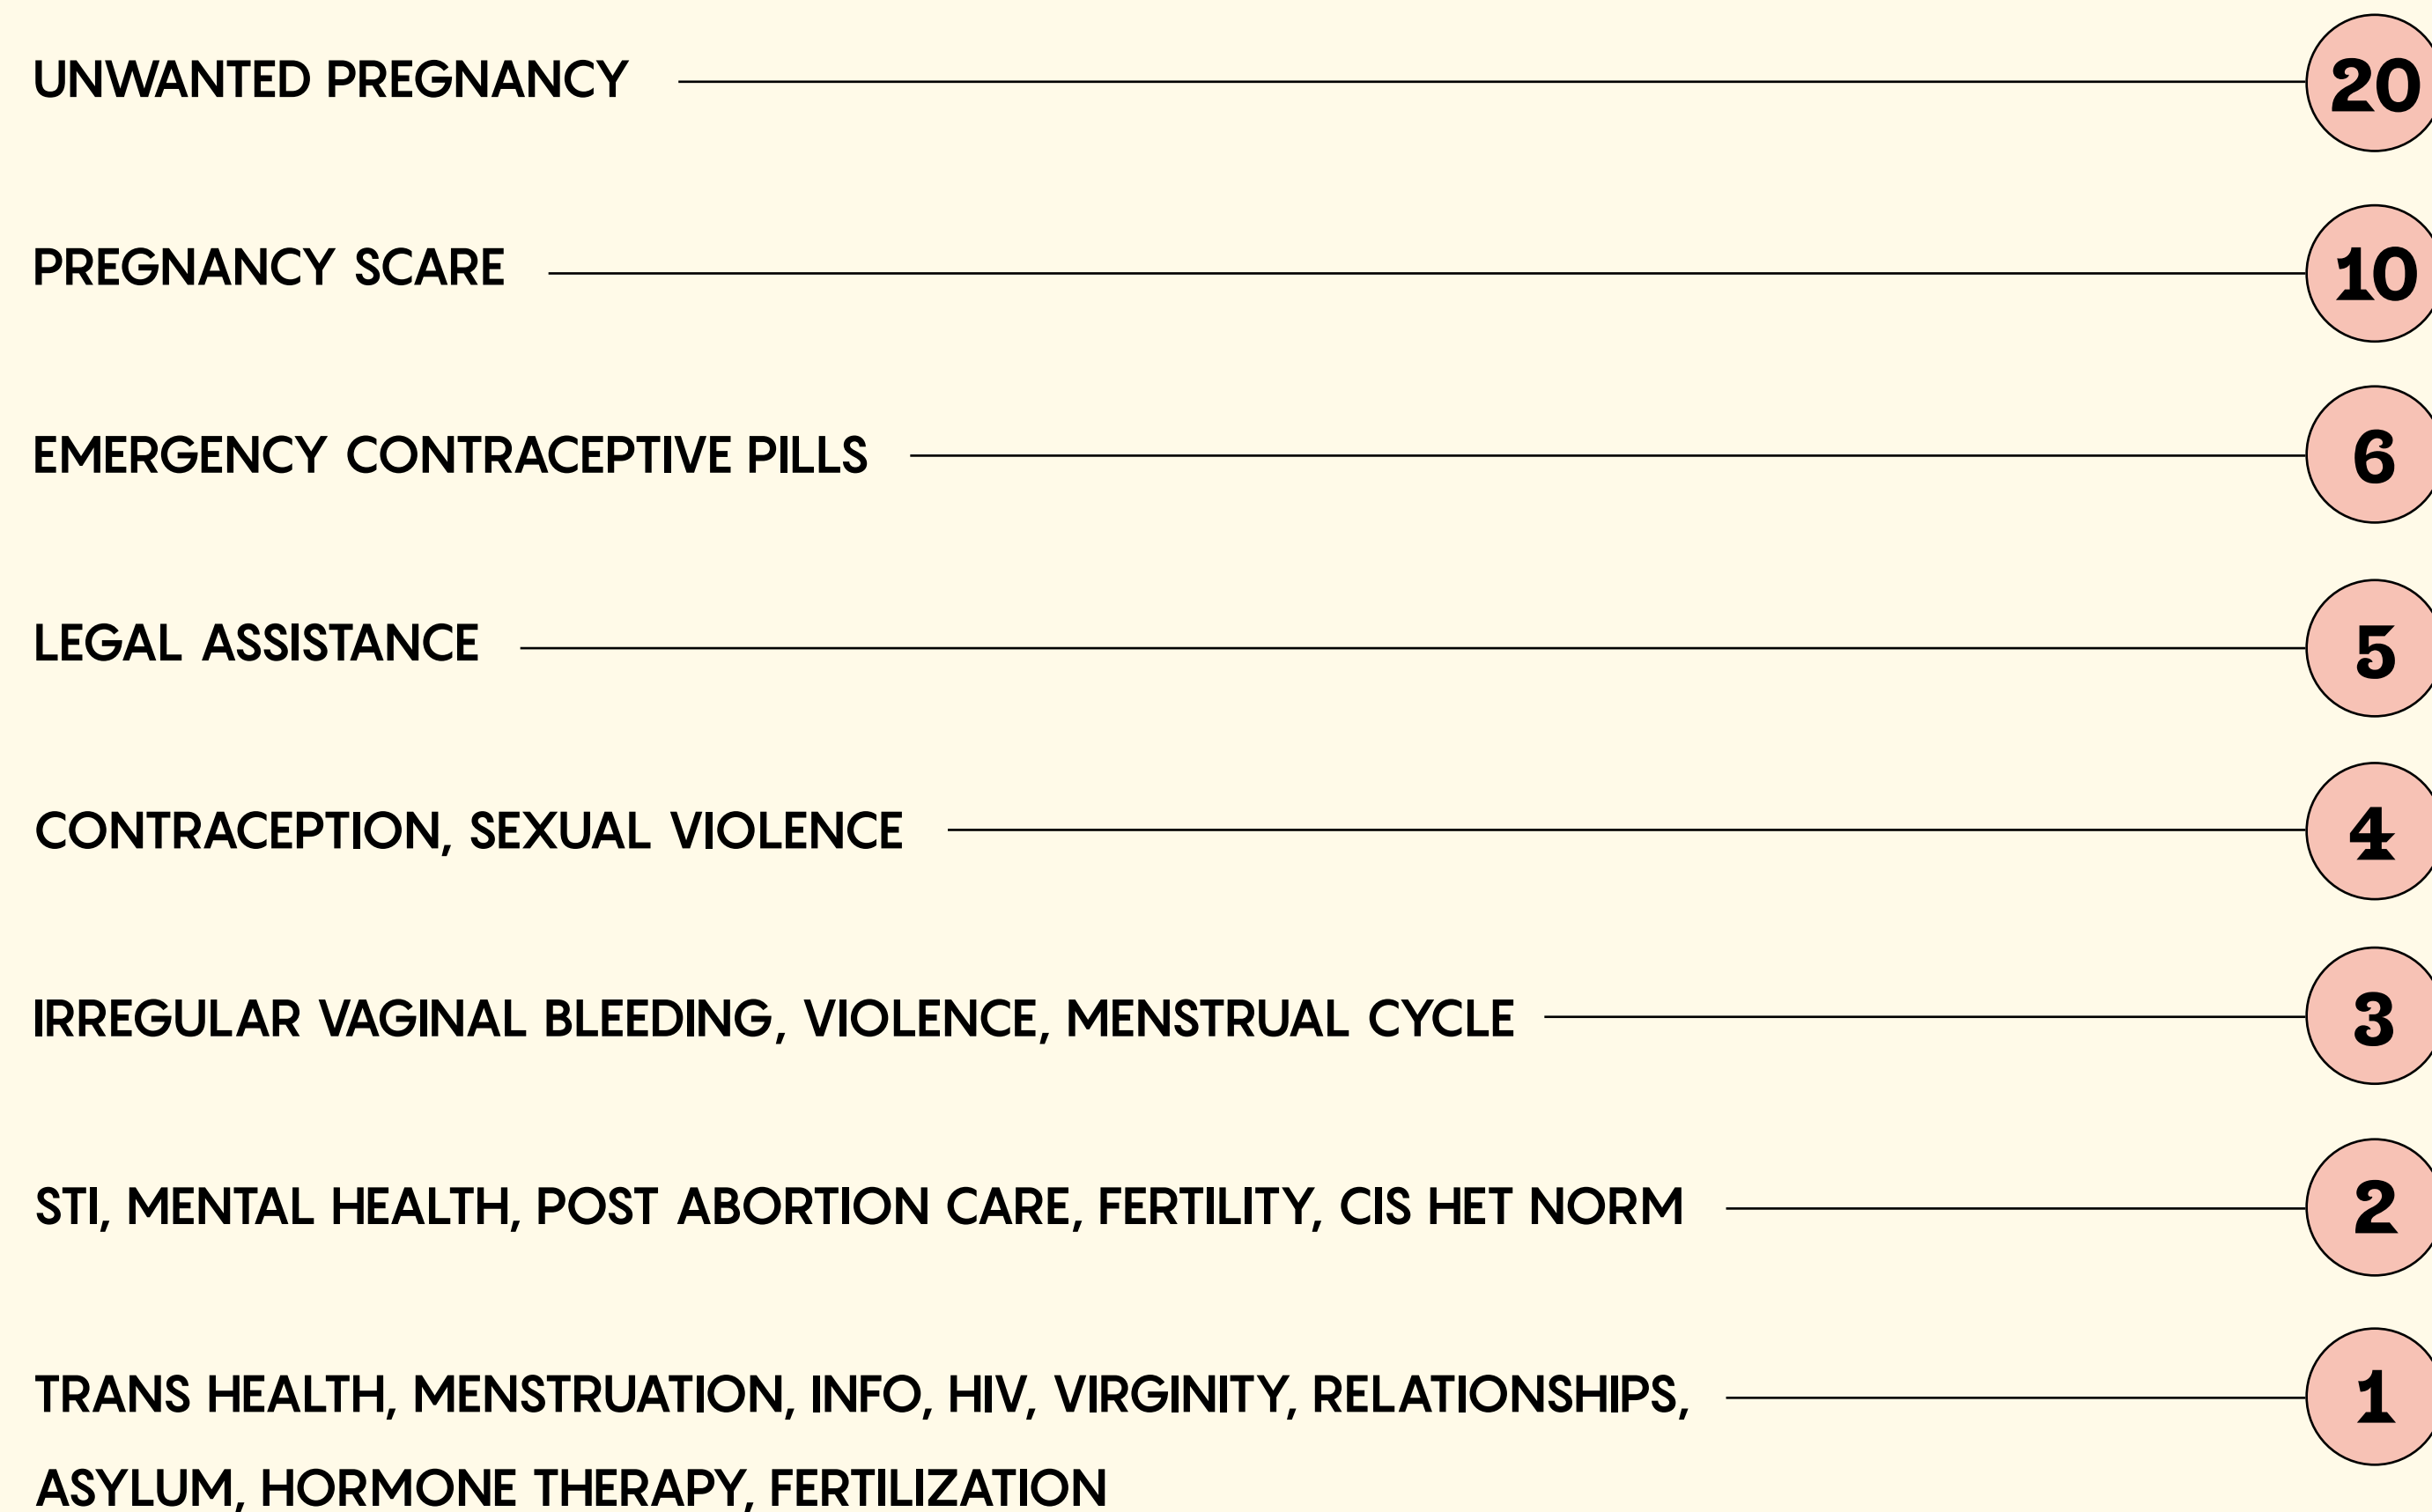 UNWANTED PREGNANCY 20
PREGNANCY SCARE 10
EMERGENCY CONTRACEPTIVE PILLS 6
LEGAL ASSISTANCE 5
CONTRACEPTION, SEXUAL VIOLENCE 4
IRREGULAR VAGINAL BLEEDING, VIOLENCE, MENSTRUAL CYCLE 3
STI, MENTAL HEALTH, POST ABORTION CARE, FERTILITY, CIS HET NORM 2
TRANS HEALTH, MENSTRUATION, INFO, HIV, VIRGINITY, RELATIONSHIPS, 1
ASYLUM, HORMONE THERAPY, FERTILIZATION